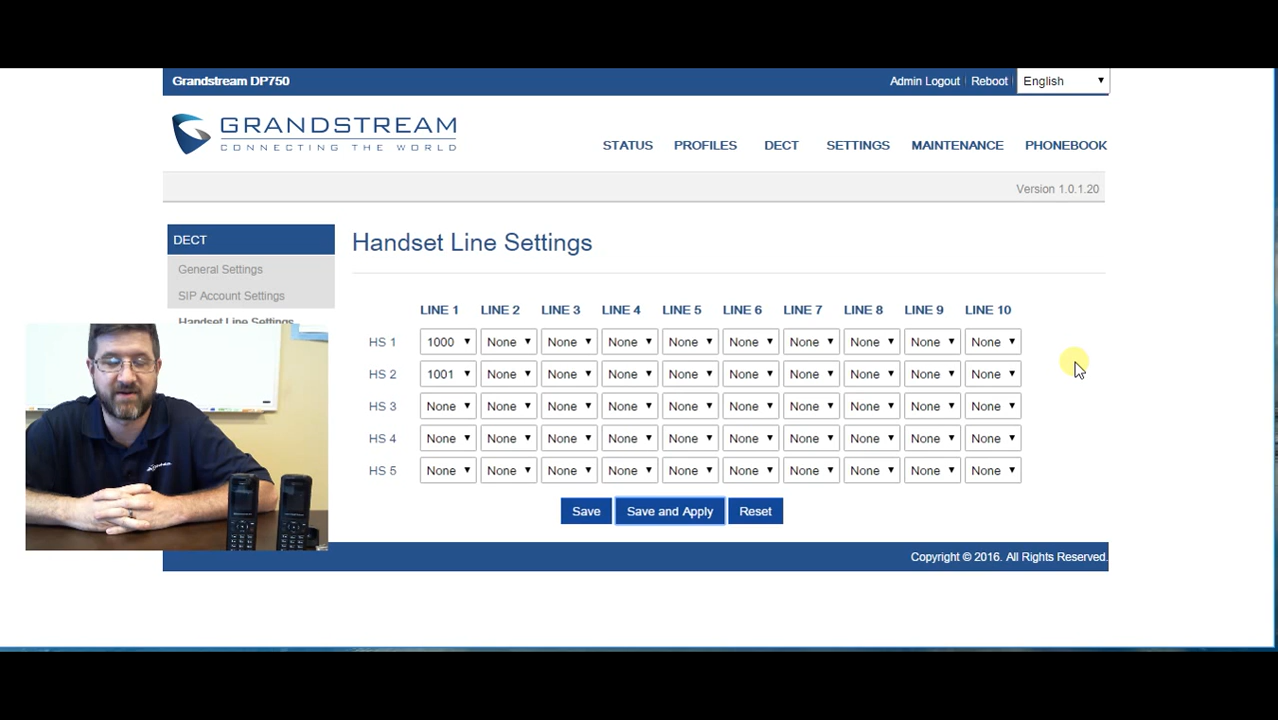 Grandstream DP750
Admin Logout | Reboot | English
GRANDSTREAM
CONNECTING THE WORLD
STATUS PROFILES DECT SETTINGS MAINTENANCE PHONEBOOK
Version 1.0.1.20
DECT
General Settings
SIP Account Settings
Handset Line Settings
Handset Line Settings
LINE 1 LINE 2 LINE 3 LINE 4 LINE 5 LINE 6 LINE 7 LINE 8 LINE 9 LINE 10
HS 1 1000 None None None None None None None None None
HS 2 1001 None None None None None None None None None
HS 3 None None None None None None None None None None
HS 4 None None None None None None None None None None
HS 5 None None None None None None None None None None
Save Save and Apply Reset
Copyright © 2016. All Rights Reserved.